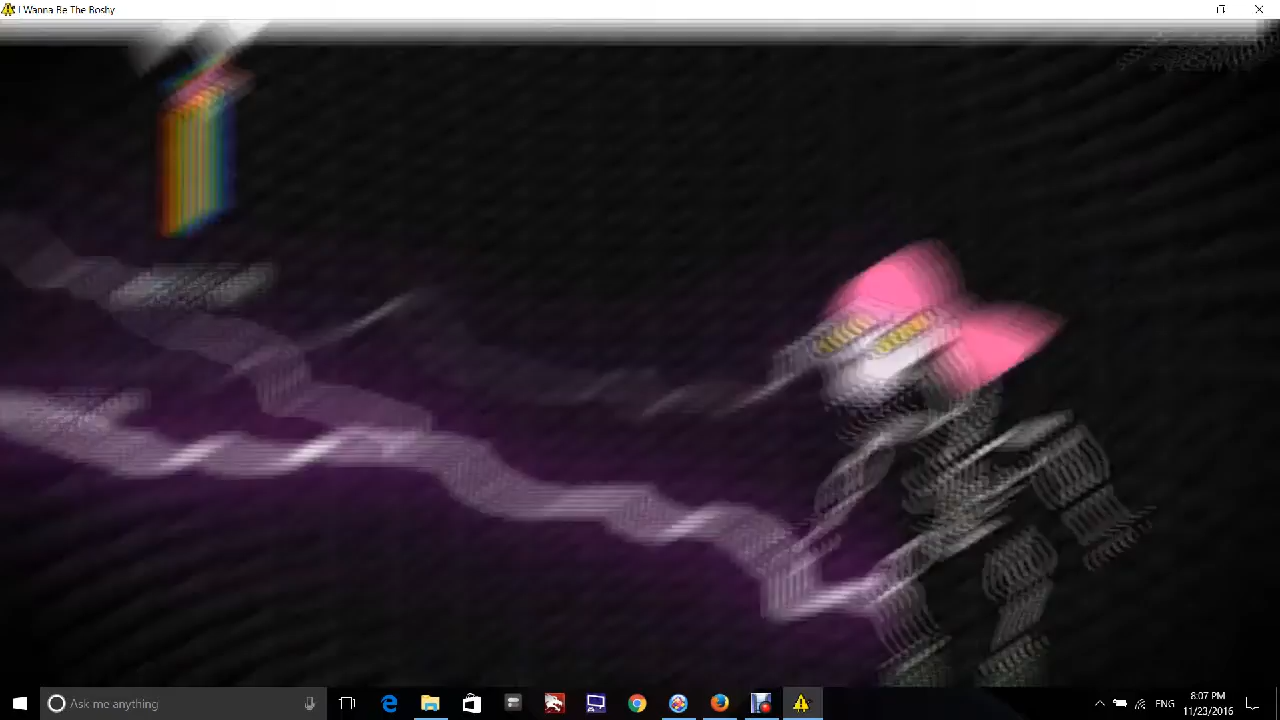 I Wanna Be The Boshy
Ask me anything
ENG
8:07 PM
11/23/2016